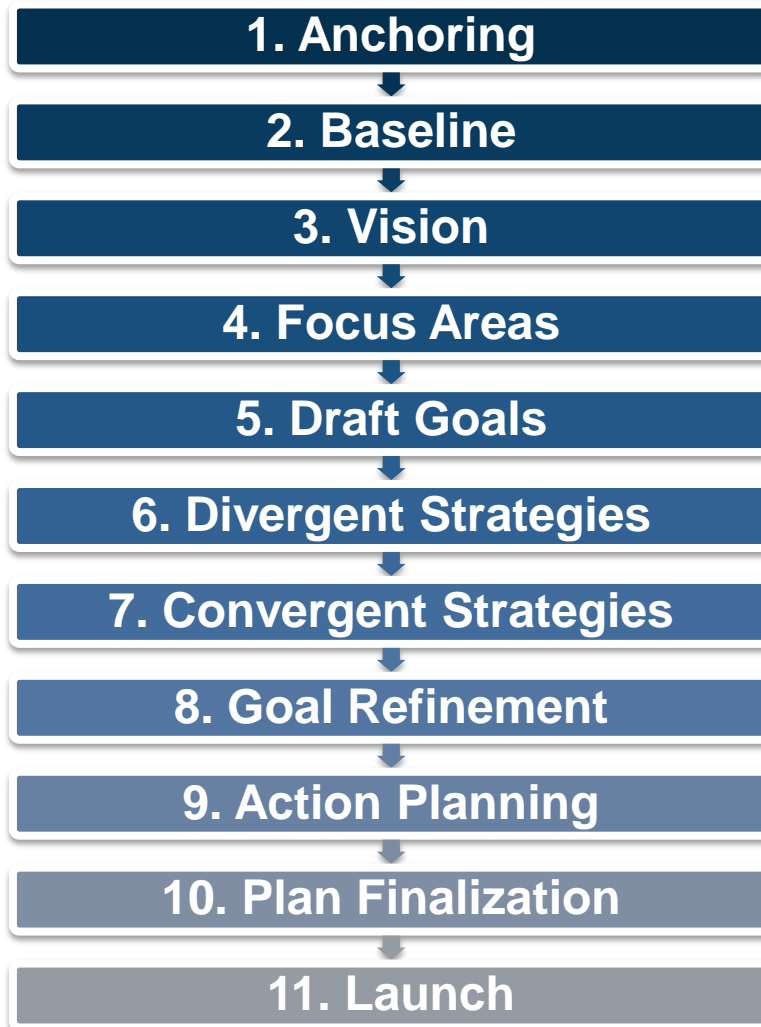 1. Anchoring
2. Baseline
3. Vision
4. Focus Areas
5. Draft Goals
6. Divergent Strategies
7. Convergent Strategies
8. Goal Refinement
9. Action Planning
10. Plan Finalization
11. Launch